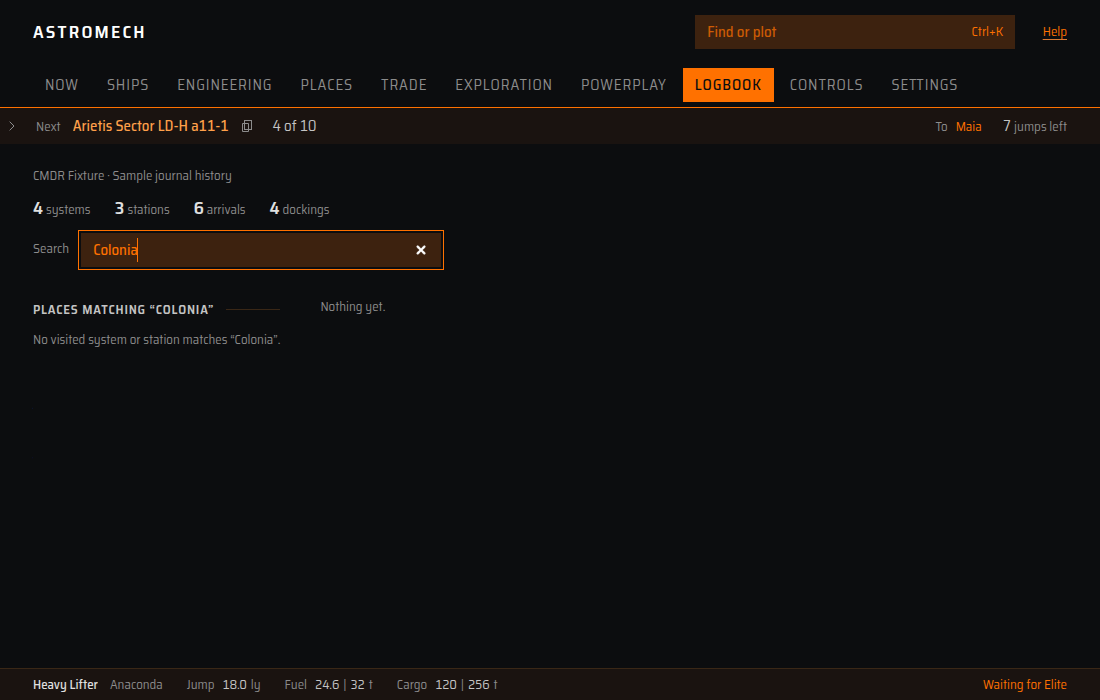 ASTROMECH
Find or plot Ctrl+K Help
NOW SHIPS ENGINEERING PLACES TRADE EXPLORATION POWERPLAY LOGBOOK CONTROLS SETTINGS
Next Arietis Sector LD-H a11-1 4 of 10 To Maia 7 jumps left
CMDR Fixture · Sample journal history
4 systems 3 stations 6 arrivals 4 dockings
Search Colonia
PLACES MATCHING “COLONIA” Nothing yet.
No visited system or station matches “Colonia”.
Heavy Lifter Anaconda Jump 18.0 ly Fuel 24.6 | 32 t Cargo 120 | 256 t Waiting for Elite